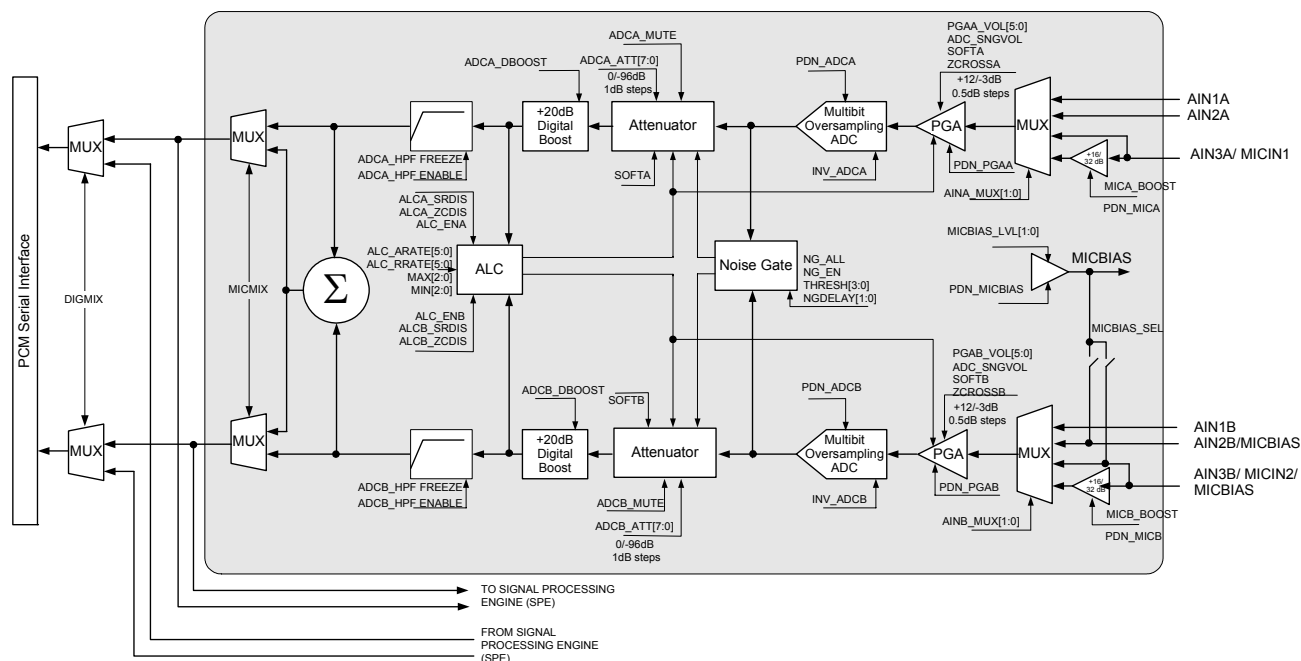 PCM Serial Interface
MUX
DIGMIX
MUX
MUX
MICMIX
MUX
Σ
ADCA_HPF FREEZE
ADCA_HPF ENABLE
ALCA_SRDIS
ALCA_ZCDIS
ALC_ENA
ALC_ARATE[5:0]
ALC_RRATE[5:0]
MAX[2:0]
MIN[2:0]
ALC
ALC_ENB
ALCB_SRDIS
ALCB_ZCDIS
ADCB_HPF FREEZE
ADCB_HPF ENABLE
ADCA_DBOOST
+20dB
Digital
Boost
ADCA_MUTE
ADCA_ATT[7:0]
0/-96dB
1dB steps
Attenuator
SOFTA
PDN_ADCA
Multibit
Oversampling
ADC
INV_ADCA
PGAA_VOL[5:0]
ADC_SNGVOL
SOFTA
ZCROSSA
+12/-3dB
0.5dB steps
PGA
PDN_PGAA
MUX
AINA_MUX[1:0]
+16/
32 dB
MICA_BOOST
PDN_MICA
AIN1A
AIN2A
AIN3A/ MICIN1
Noise Gate
NG_ALL
NG_EN
THRESH[3:0]
NGDELAY[1:0]
MICBIAS_LVL[1:0]
MICBIAS
PDN_MICBIAS
MICBIAS_SEL
ADCB_DBOOST
SOFTB
+20dB
Digital
Boost
Attenuator
ADCB_MUTE
ADCB_ATT[7:0]
0/-96dB
1dB steps
PDN_ADCB
Multibit
Oversampling
ADC
INV_ADCB
PGAB_VOL[5:0]
ADC_SNGVOL
SOFTB
ZCROSSB
+12/-3dB
0.5dB steps
PGA
PDN_PGAB
MUX
AINB_MUX[1:0]
+16/
32 dB
MICB_BOOST
PDN_MICB
AIN1B
AIN2B/MICBIAS
AIN3B/ MICIN2/
MICBIAS
TO SIGNAL PROCESSING
ENGINE (SPE)
FROM SIGNAL
PROCESSING ENGINE
(SPE)